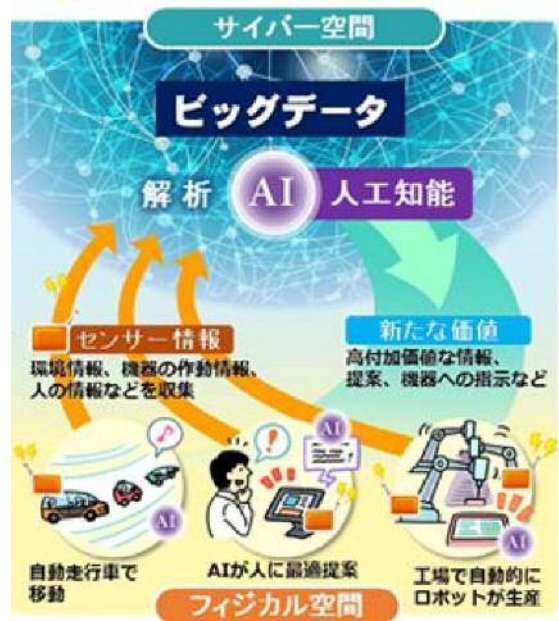 サイバー空間
ビッグデータ
解析 AI 人工知能
センサー情報
環境情報、機器の作動情報、
人の情報などを収集
新たな価値
高付加価値な情報、
提案、機器への指示など
AI
AI
AI
自動走行車で
移動
AIが人に最適提案
工場で自動的に
ロボットが生産
フィジカル空間